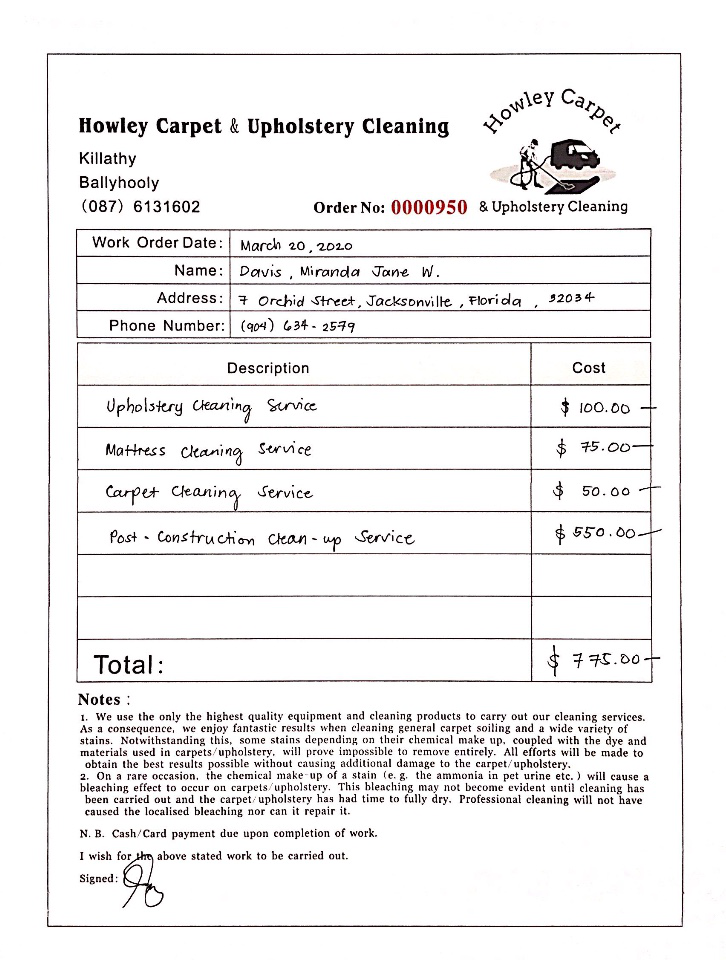 Howley Carpet
Howley Carpet & Upholstery Cleaning
Killathy
Ballyhooly
(087) 6131602
Order No: 0000950
& Upholstery Cleaning
Work Order Date: March 20, 2020
Name: Davis, Miranda Jane W.
Address: 7 Orchid Street, Jacksonville, Florida, 32034
Phone Number: (904) 634-2579
Description Cost
Upholstery Cleaning Service $ 100.00
Mattress Cleaning Service $ 75.00
Carpet Cleaning Service $ 50.00
Post-Construction Clean-up Service $ 550.00
Total: $ 775.00
Notes :
1. We use the only the highest quality equipment and cleaning products to carry out our cleaning services.
As a consequence, we enjoy fantastic results when cleaning general carpet soiling and a wide variety of
stains. Notwithstanding this, some stains depending on their chemical make up, coupled with the dye and
materials used in carpets/upholstery, will prove impossible to remove entirely. All efforts will be made to
obtain the best results possible without causing additional damage to the carpet/upholstery.
2. On a rare occasion, the chemical make-up of a stain (e. g. the ammonia in pet urine etc. ) will cause a
bleaching effect to occur on carpets/upholstery. This bleaching may not become evident until cleaning has
been carried out and the carpet/upholstery has had time to fully dry. Professional cleaning will not have
caused the localised bleaching nor can it repair it.
N. B. Cash/Card payment due upon completion of work.
I wish for the above stated work to be carried out.
Signed: